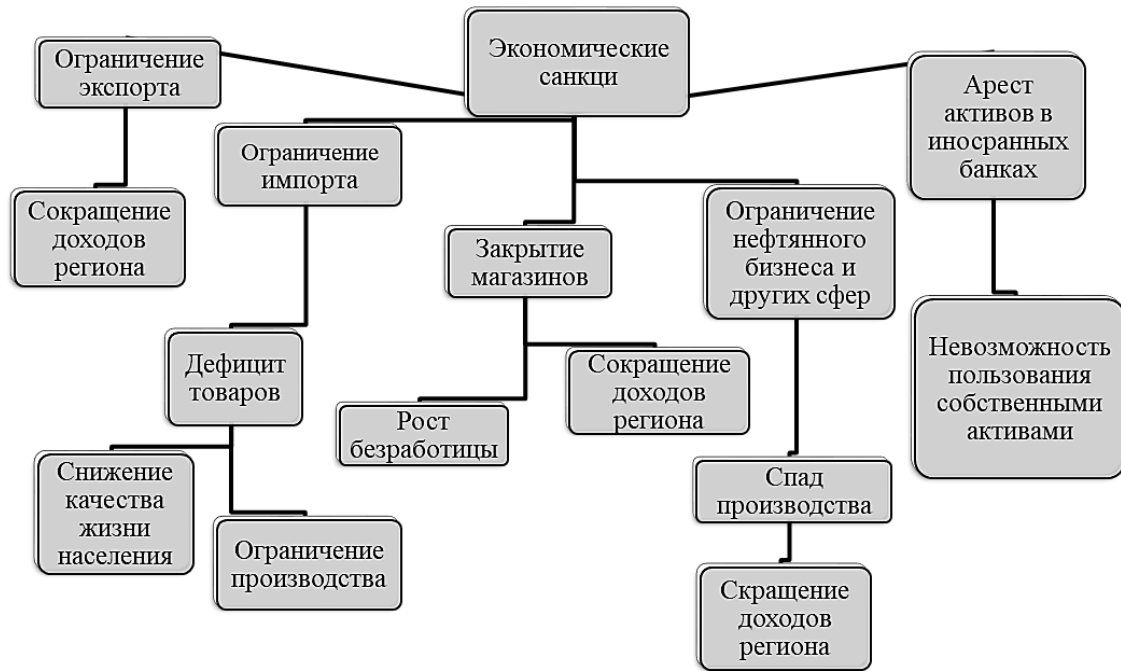 Экономические
санкци
Ограничение
экспорта
Сокращение
доходов
региона
Ограничение
импорта
Дефицит
товаров
Снижение
качества
жизни
населения
Ограничение
производства
Закрытие
магазинов
Рост
безработицы
Сокращение
доходов
региона
Ограничение
нефтянного
бизнеса и
других сфер
Спад
производства
Скращение
доходов
региона
Арест
активов в
иносранных
банках
Невозможность
пользования
собственными
активами